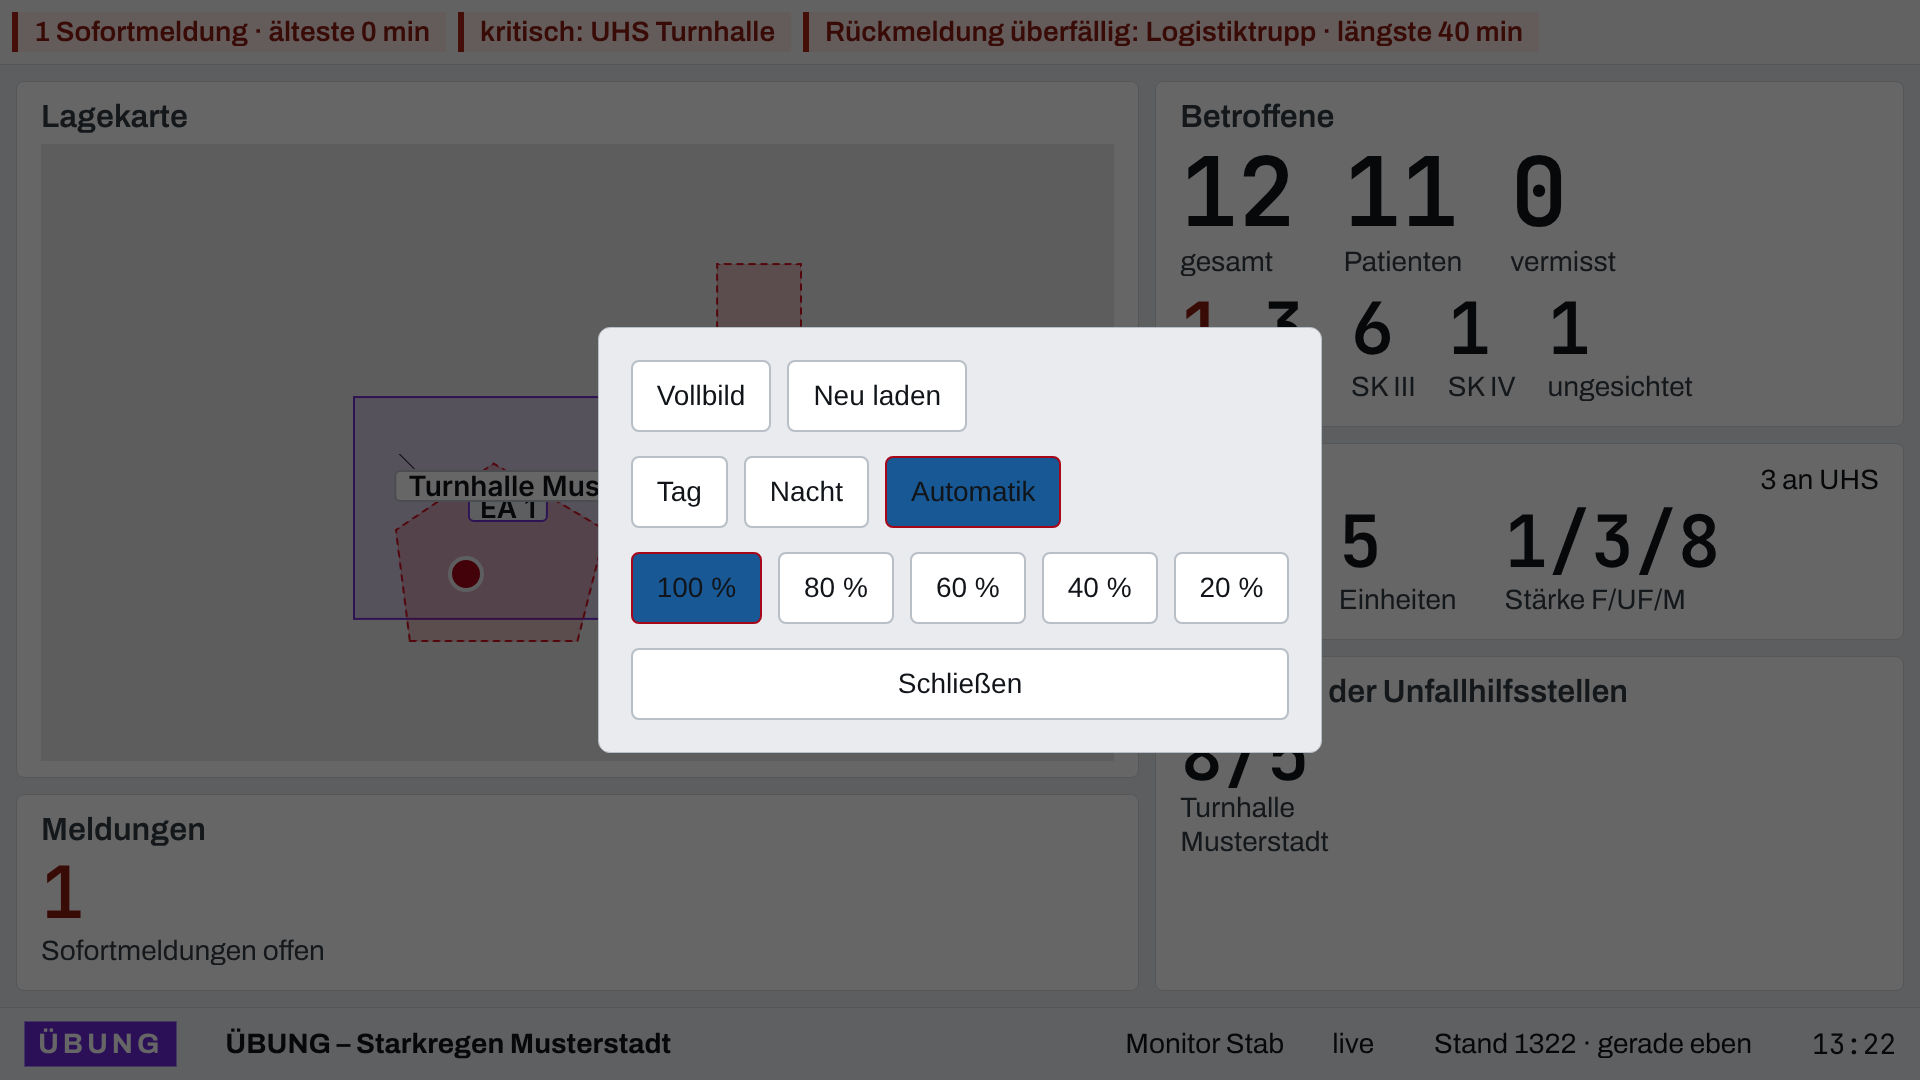 1 Sofortmeldung · älteste 0 min
kritisch: UHS Turnhalle
Rückmeldung überfällig: Logistiktrupp · längste 40 min
Lagekarte
Turnhalle Mus
EA 1
Betroffene
12 11 0
gesamt Patienten vermisst
1 3 6 1 1
SK III SK IV ungesichtet
3 an UHS
5 1/3/8
Einheiten Stärke F/UF/M
der Unfallhilfsstellen
8/5
Turnhalle
Musterstadt
Vollbild Neu laden
Tag Nacht Automatik
100 % 80 % 60 % 40 % 20 %
Schließen
Meldungen
1
Sofortmeldungen offen
ÜBUNG ÜBUNG – Starkregen Musterstadt Monitor Stab live Stand 1322 · gerade eben 13:22